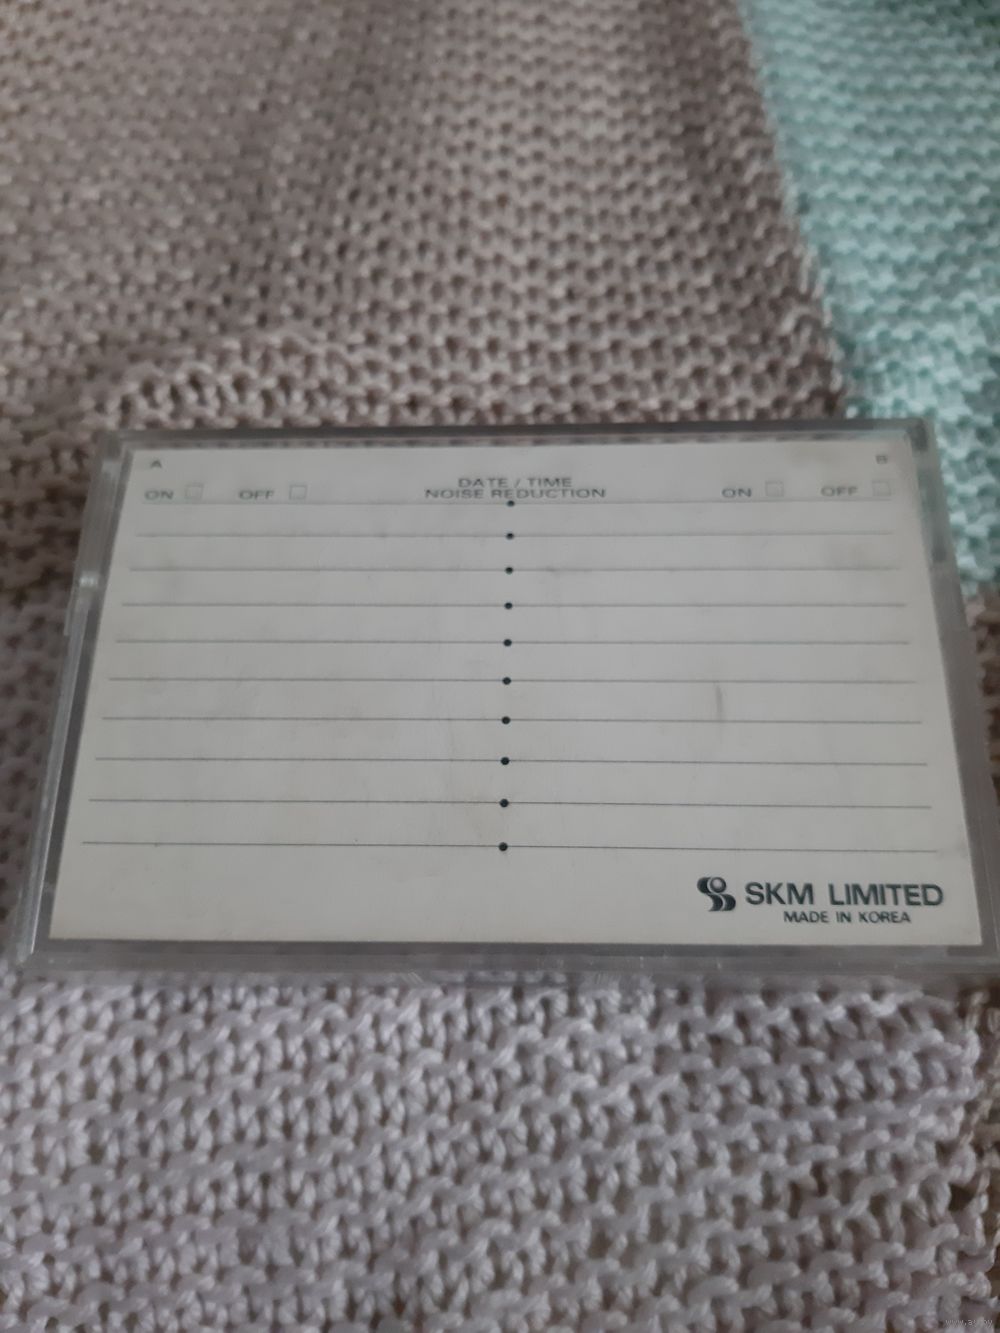 A B
DATE / TIME
ON OFF NOISE REDUCTION ON OFF
SKM LIMITED
MADE IN KOREA